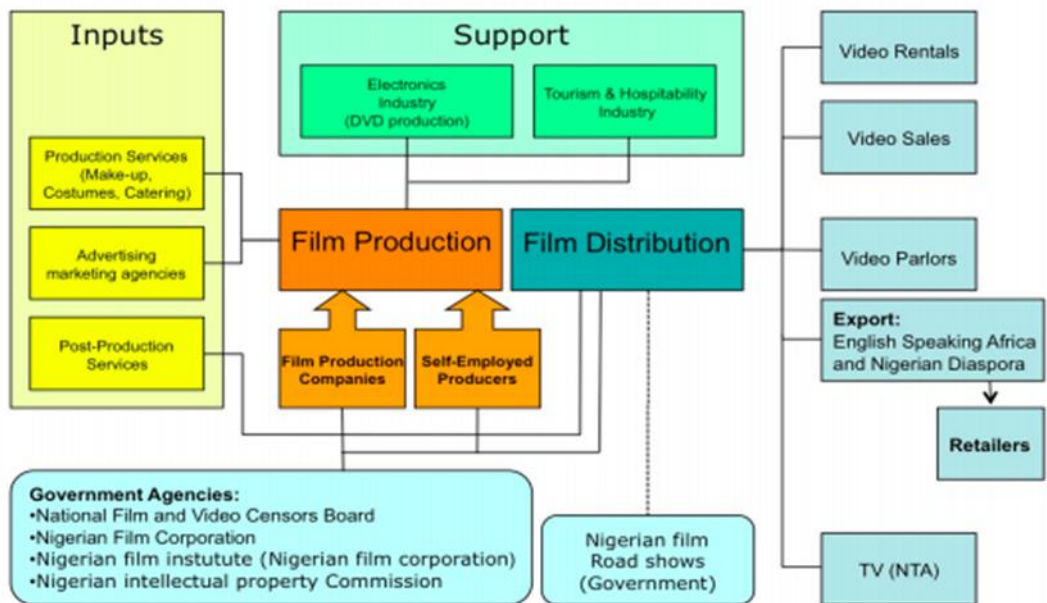 Inputs
Production Services
(Make-up,
Costumes, Catering)
Advertising
marketing agencies
Post-Production
Services
Support
Electronics
Industry
(DVD production)
Tourism & Hospitability
Industry
Film Production
Film Distribution
Film Production
Companies
Self-Employed
Producers
Government Agencies:
•National Film and Video Censors Board
•Nigerian Film Corporation
•Nigerian film instutute (Nigerian film corporation)
•Nigerian intellectual property Commission
Nigerian film
Road shows
(Government)
Video Rentals
Video Sales
Video Parlors
Export:
English Speaking Africa
and Nigerian Diaspora
Retailers
TV (NTA)